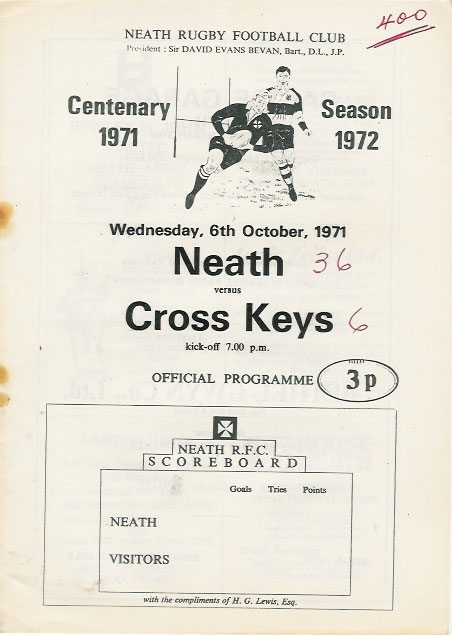 400
NEATH RUGBY FOOTBALL CLUB
President : Sir DAVID EVANS BEVAN, Bart., D.L., J.P.
Centenary 1971
Season 1972
Wednesday, 6th October, 1971
Neath 36
versus
Cross Keys 6
kick-off 7.00 p.m.
OFFICIAL PROGRAMME 3p
NEATH R.F.C.
SCOREBOARD
Goals Tries Points
NEATH
VISITORS
with the compliments of H. G. Lewis, Esq.